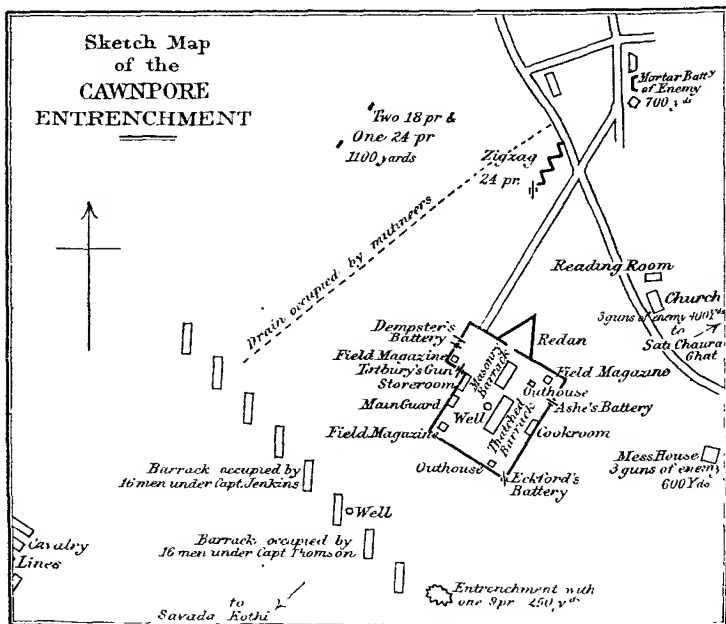 Sketch Map
of the
CAWNPORE
ENTRENCHMENT
Two 18 pr &
One 24 pr
1100 yards
Mortar Batty
of Enemy
700 yds
Zigzag
24 pr.
Drain occupied by mutineers
Reading Room
Church
3 guns of enemy 400 Yds
to
Sati Chaura
Ghat
Dempster's
Battery
Redan
Field Magazine
Masonry
Barrack
Storeroom
Field Magazine
Outhouse
Main Guard
Well
Ashe's Battery
Thatched
Barrack
Field Magazine
Cookroom
Outhouse
Eckford's
Battery
Mess House
3 guns of enemy
600 Yds
Barrack occupied by
16 men under Capt. Jenkins
Well
Barrack occupied by
16 men under Capt Thomson
Cavalry
Lines
Entrenchment with
one 9pr 250 yds
to
Savada Kothi